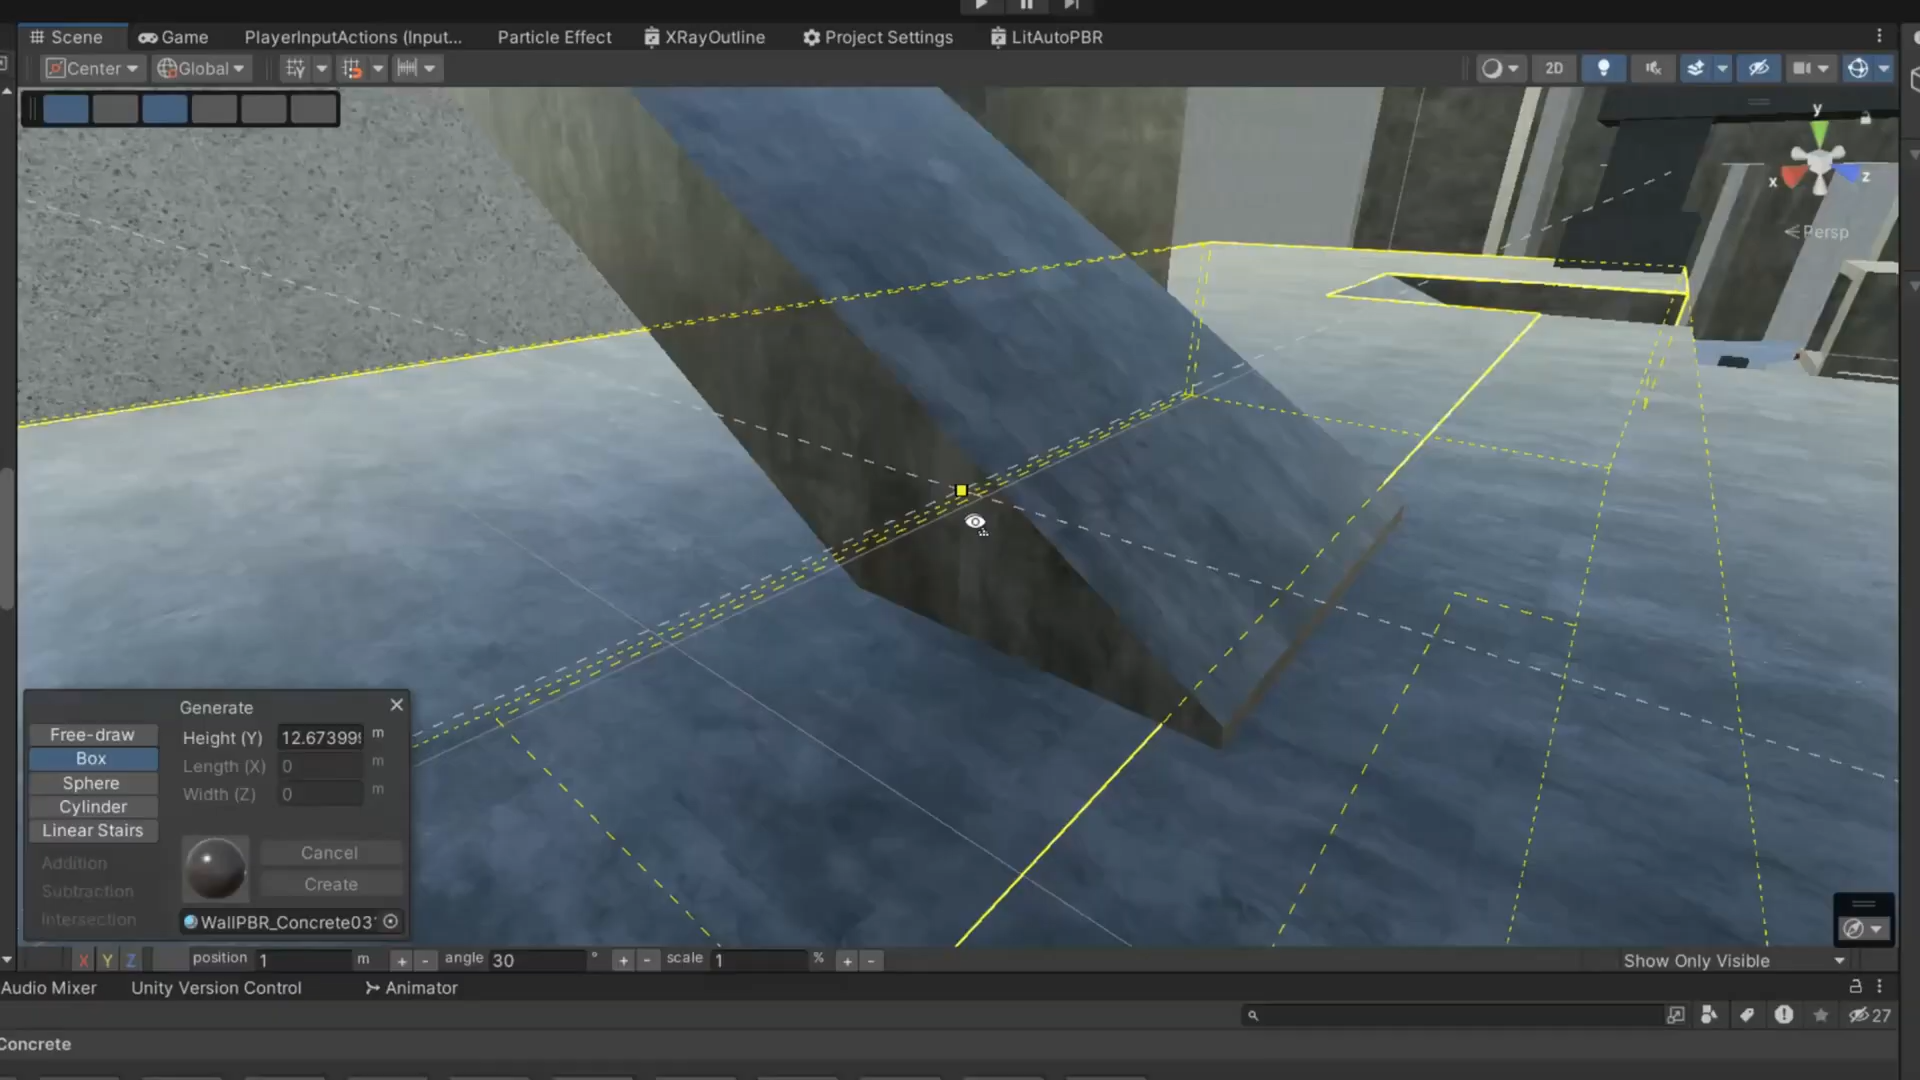 Scene
Game
PlayerInputActions (Input...
Particle Effect
XRayOutline
Project Settings
LitAutoPBR
Center
Global
2D
y
x
z
Persp
Generate
Free-draw
Box
Sphere
Cylinder
Linear Stairs
Addition
Subtraction
Intersection
Height (Y)
12.67399
m
Length (X)
0
m
Width (Z)
0
m
Cancel
Create
WallPBR_Concrete03
X
Y
Z
position
1
m
+
-
angle
30
°
+
-
scale
1
%
+
-
Show Only Visible
Audio Mixer
Unity Version Control
Animator
27
Concrete